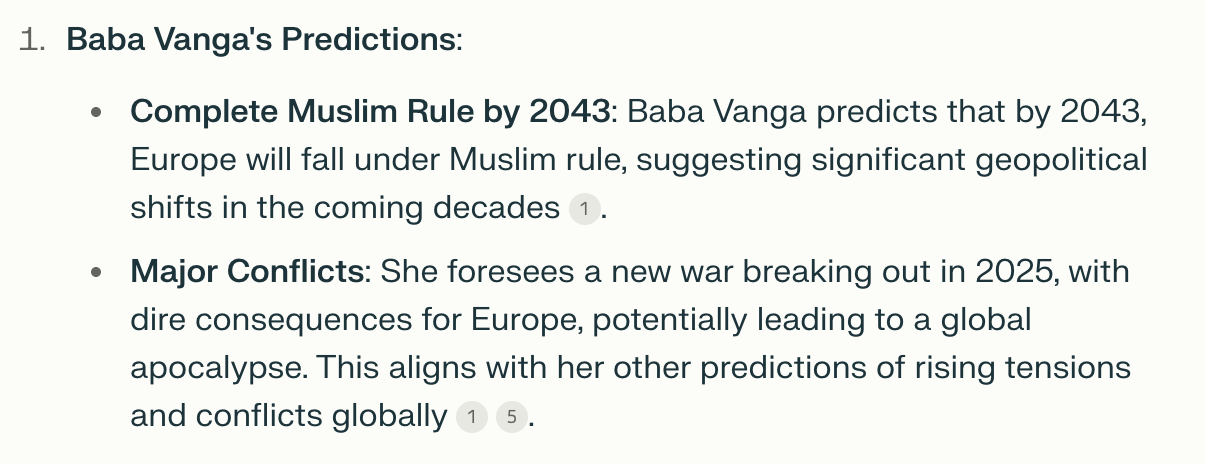 1. Baba Vanga's Predictions:
• Complete Muslim Rule by 2043: Baba Vanga predicts that by 2043,
Europe will fall under Muslim rule, suggesting significant geopolitical
shifts in the coming decades 1.
• Major Conflicts: She foresees a new war breaking out in 2025, with
dire consequences for Europe, potentially leading to a global
apocalypse. This aligns with her other predictions of rising tensions
and conflicts globally 1 5.